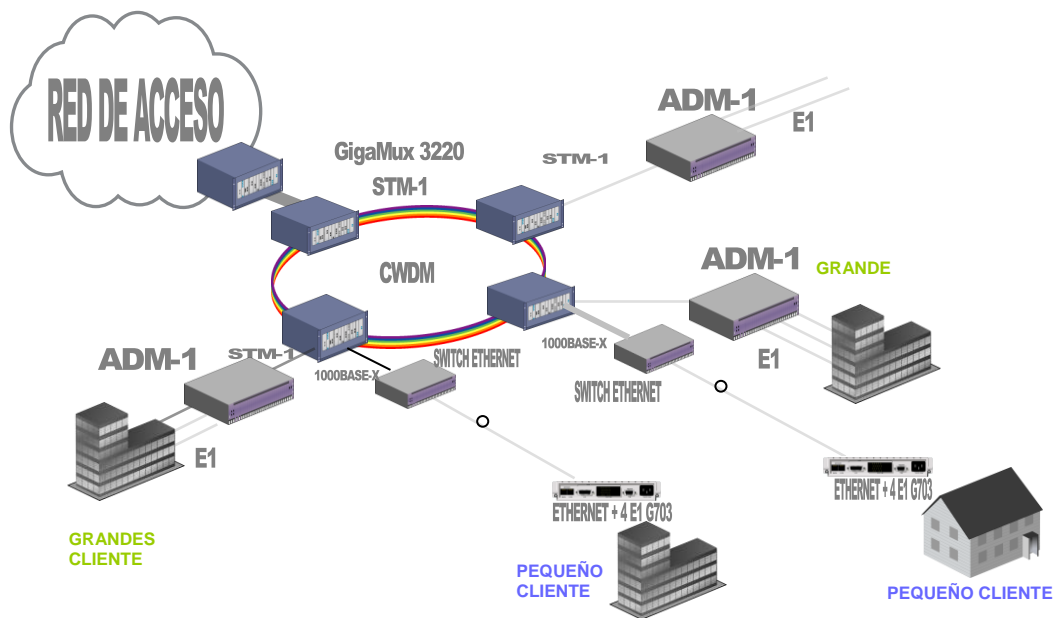 RED DE ACCESO
GigaMux 3220
STM-1
ADM-1
E1
STM-1
CWDM
ADM-1
GRANDE
E1
1000BASE-X
SWITCH ETHERNET
ADM-1
STM-1
1000BASE-X
SWITCH ETHERNET
E1
GRANDES
CLIENTE
ETHERNET + 4 E1 G703
PEQUEÑO
CLIENTE
ETHERNET + 4 E1 G703
PEQUEÑO CLIENTE